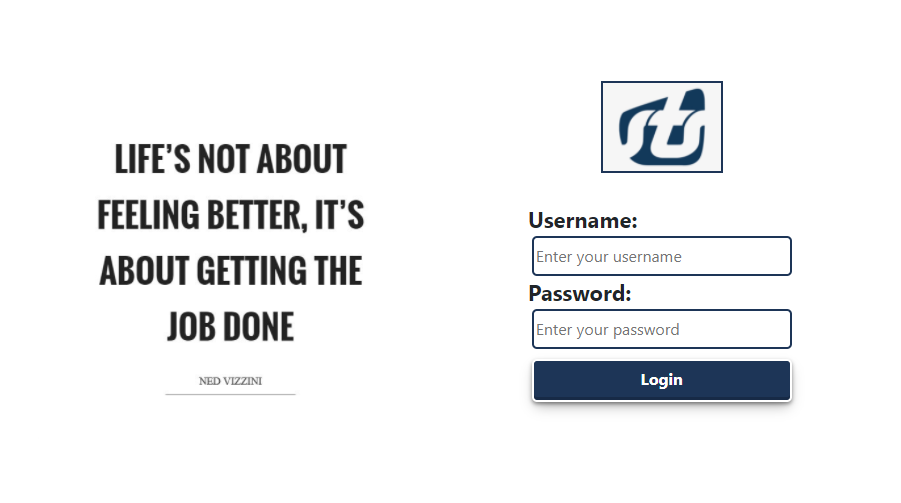 LIFE’S NOT ABOUT
FEELING BETTER, IT’S
ABOUT GETTING THE
JOB DONE
NED VIZZINI
Username:
Enter your username
Password:
Enter your password
Login